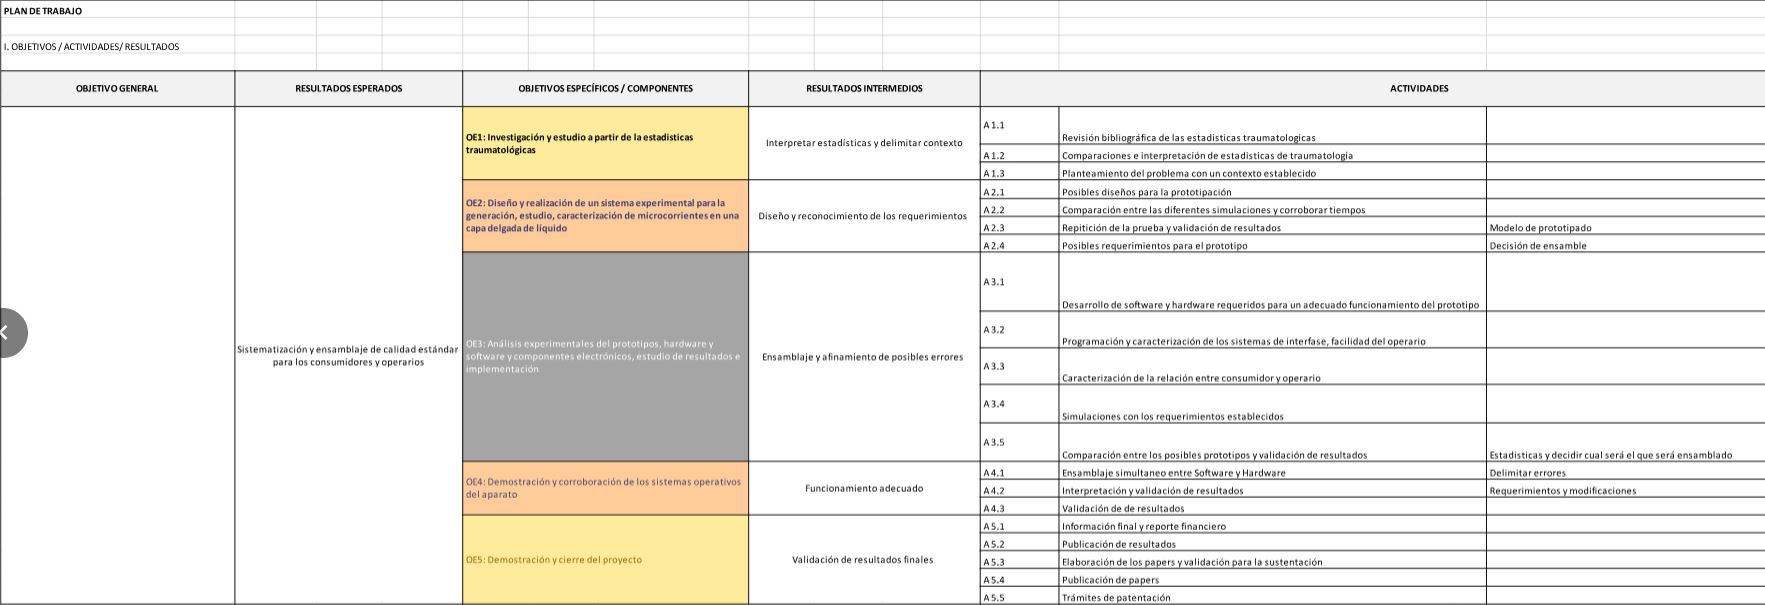 PLAN DE TRABAJO
I. OBJETIVOS / ACTIVIDADES/ RESULTADOS
OBJETIVO GENERAL
RESULTADOS ESPERADOS
OBJETIVOS ESPECÍFICOS / COMPONENTES
RESULTADOS INTERMEDIOS
ACTIVIDADES
Sistematización y ensamblaje de calidad estándar
para los consumidores y operarios
OE1: Investigación y estudio a partir de la estadisticas
traumatológicas
Interpretar estadísticas y delimitar contexto
A 1.1
Revisión bibliográfica de las estadisticas traumatologicas
A 1.2
Comparaciones e interpretación de estadisticas de traumatología
A 1.3
Planteamiento del problema con un contexto establecido
OE2: Diseño y realización de un sistema experimental para la
generación, estudio, caracterización de microcorrientes en una
capa delgada de líquido
Diseño y reconocimiento de los requerimientos
A 2.1
Posibles diseños para la prototipación
A 2.2
Comparación entre las diferentes simulaciones y corroborar tiempos
A 2.3
Repitición de la prueba y validación de resultados
Modelo de prototipado
A 2.4
Posibles requerimientos para el prototipo
Decisión de ensamble
OE3: Análisis experimentales del prototipos, hardware y
software y componentes electrónicos, estudio de resultados e
implementación
Ensamblaje y afinamiento de posibles errores
A 3.1
Desarrollo de software y hardware requeridos para un adecuado funcionamiento del prototipo
A 3.2
Programación y caracterización de los sistemas de interfase, facilidad del operario
A 3.3
Caracterización de la relación entre consumidor y operario
A 3.4
Simulaciones con los requerimientos establecidos
A 3.5
Comparación entre los posibles prototipos y validación de resultados
Estadisticas y decidir cual será el que será ensamblado
OE4: Demostración y corroboración de los sistemas operativos
del aparato
Funcionamiento adecuado
A 4.1
Ensamblaje simultaneo entre Software y Hardware
Delimitar errores
A 4.2
Interpretación y validación de resultados
Requerimientos y modificaciones
A 4.3
Validación de de resultados
OE5: Demostración y cierre del proyecto
Validación de resultados finales
A 5.1
Información final y reporte financiero
A 5.2
Publicación de resultados
A 5.3
Elaboración de los papers y validación para la sustentación
A 5.4
Publicación de papers
A 5.5
Trámites de patentación